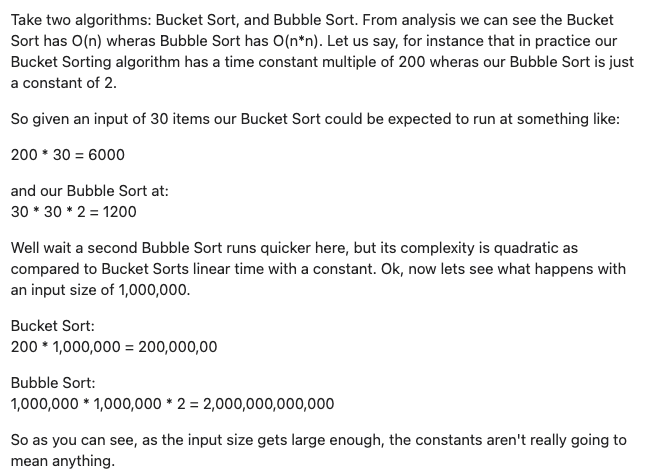 Take two algorithms: Bucket Sort, and Bubble Sort. From analysis we can see the Bucket
Sort has O(n) wheras Bubble Sort has O(n*n). Let us say, for instance that in practice our
Bucket Sorting algorithm has a time constant multiple of 200 wheras our Bubble Sort is just
a constant of 2.
So given an input of 30 items our Bucket Sort could be expected to run at something like:
200 * 30 = 6000
and our Bubble Sort at:
30 * 30 * 2 = 1200
Well wait a second Bubble Sort runs quicker here, but its complexity is quadratic as
compared to Bucket Sorts linear time with a constant. Ok, now lets see what happens with
an input size of 1,000,000.
Bucket Sort:
200 * 1,000,000 = 200,000,00
Bubble Sort:
1,000,000 * 1,000,000 * 2 = 2,000,000,000,000
So as you can see, as the input size gets large enough, the constants aren't really going to
mean anything.